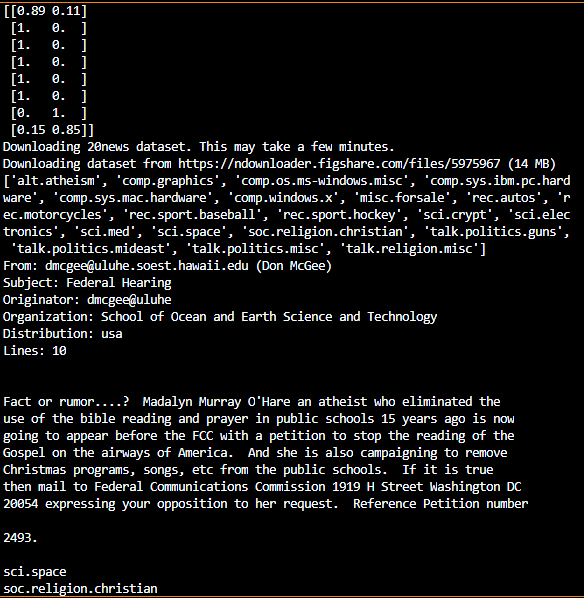 [[0.89 0.11]
 [1.   0.  ]
 [1.   0.  ]
 [1.   0.  ]
 [1.   0.  ]
 [1.   0.  ]
 [0.   1.  ]
 [0.15 0.85]]
Downloading 20news dataset. This may take a few minutes.
Downloading dataset from https://ndownloader.figshare.com/files/5975967 (14 MB)
['alt.atheism', 'comp.graphics', 'comp.os.ms-windows.misc', 'comp.sys.ibm.pc.hard
ware', 'comp.sys.mac.hardware', 'comp.windows.x', 'misc.forsale', 'rec.autos', 'r
ec.motorcycles', 'rec.sport.baseball', 'rec.sport.hockey', 'sci.crypt', 'sci.elec
tronics', 'sci.med', 'sci.space', 'soc.religion.christian', 'talk.politics.guns',
 'talk.politics.mideast', 'talk.politics.misc', 'talk.religion.misc']
From: dmcgee@uluhe.soest.hawaii.edu (Don McGee)
Subject: Federal Hearing
Originator: dmcgee@uluhe
Organization: School of Ocean and Earth Science and Technology
Distribution: usa
Lines: 10


Fact or rumor....?  Madalyn Murray O'Hare an atheist who eliminated the
use of the bible reading and prayer in public schools 15 years ago is now
going to appear before the FCC with a petition to stop the reading of the
Gospel on the airways of America.  And she is also campaigning to remove
Christmas programs, songs, etc from the public schools.  If it is true
then mail to Federal Communications Commission 1919 H Street Washington DC
20054 expressing your opposition to her request.  Reference Petition number

2493.

sci.space
soc.religion.christian